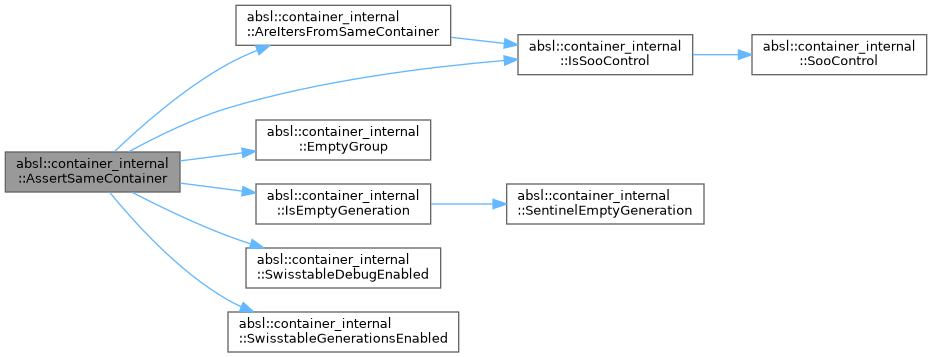 absl::container_internal
::AssertSameContainer
absl::container_internal
::AreItersFromSameContainer
absl::container_internal
::IsSooControl
absl::container_internal
::SooControl
absl::container_internal
::EmptyGroup
absl::container_internal
::IsEmptyGeneration
absl::container_internal
::SentinelEmptyGeneration
absl::container_internal
::SwisstableDebugEnabled
absl::container_internal
::SwisstableGenerationsEnabled